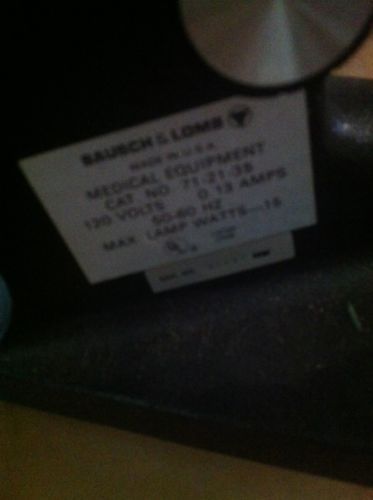 BAUSCH & LOMB
MADE IN U.S.A.
MEDICAL EQUIPMENT
CAT. NO 71-21-35
120 VOLTS 0.13 AMPS
50-60 HZ
MAX. LAMP WATTS—15